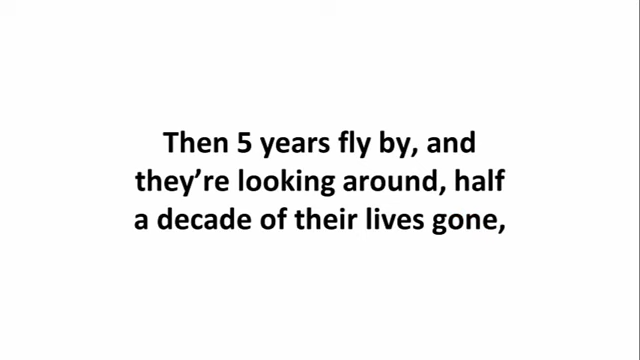 Then 5 years fly by, and
they’re looking around, half
a decade of their lives gone,